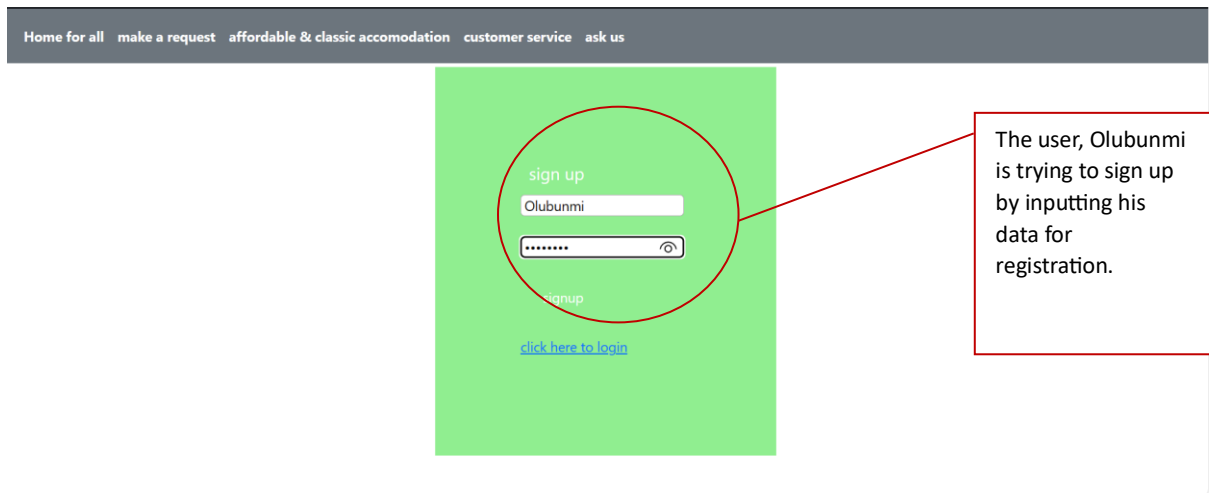 Home for all make a request affordable & classic accomodation customer service ask us
sign up
Olubunmi
••••••••
signup
click here to login
The user, Olubunmi
is trying to sign up
by inputting his
data for
registration.